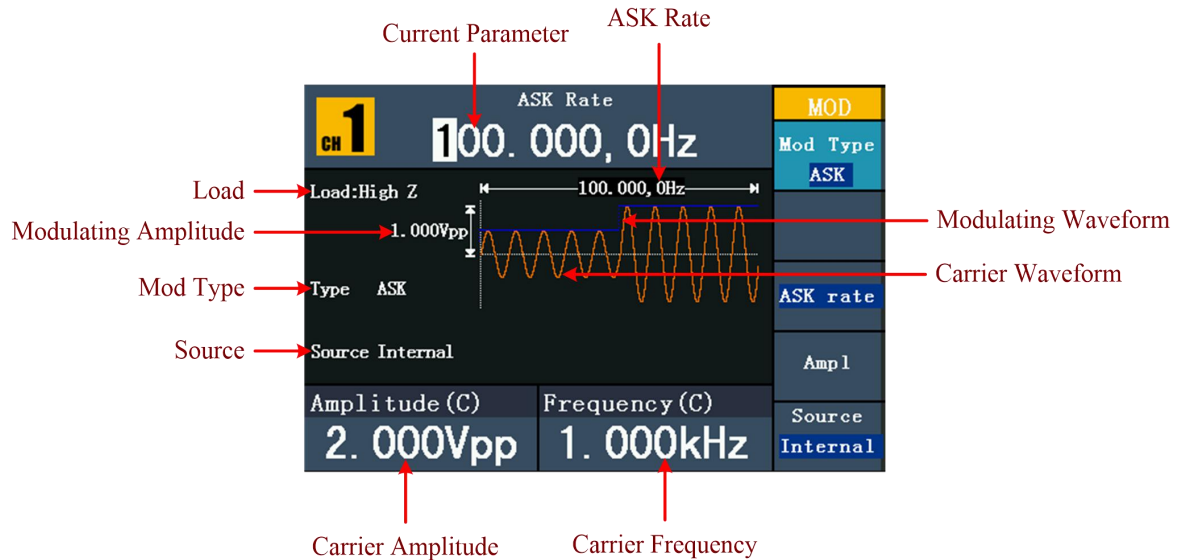 ASK Rate
Current Parameter
CH 1
ASK Rate
100.000,0Hz
MOD
Mod Type
ASK
Load
Load:High Z
100.000,0Hz
Modulating Amplitude
1.000Vpp
Modulating Waveform
Carrier Waveform
Mod Type
Type ASK
ASK rate
Source
Source Internal
Ampl
Amplitude(C)
Frequency(C)
Source
2.000Vpp
1.000kHz
Internal
Carrier Amplitude
Carrier Frequency